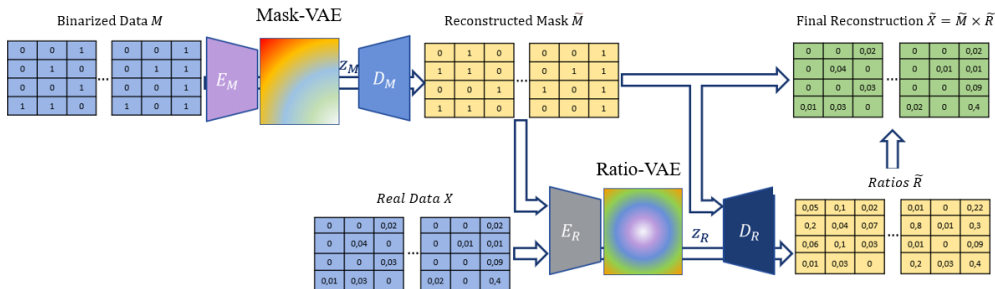 Mask-VAE
Binarized Data M
Reconstructed Mask M̃
Final Reconstruction X̃ = M̃ × R̃
0 0 1
0 1 0
0 0 1
1 1 0
...
0 0 1
0 1 1
0 0 1
1 0 1
E_M
z_M
D_M
0 1 0
1 1 0
0 0 1
1 1 0
...
0 0 1
0 1 1
0 0 1
1 0 1
0 0 0,02
0 0,04 0
0 0 0,03
0,01 0,03 0
...
0 0 0,02
0 0,01 0,01
0 0 0,09
0,02 0 0,4
Ratio-VAE
Real Data X
Ratios R̃
0 0 0,02
0 0,04 0
0 0 0,03
0,01 0,03 0
...
0 0 0,02
0 0,01 0,01
0 0 0,09
0,02 0 0,4
E_R
z_R
D_R
0,05 0,1 0,02
0,2 0,04 0,07
0,06 0,1 0,03
0,01 0,03 0
...
0,01 0 0,22
0,8 0,01 0,3
0,01 0 0,09
0,2 0,03 0,4